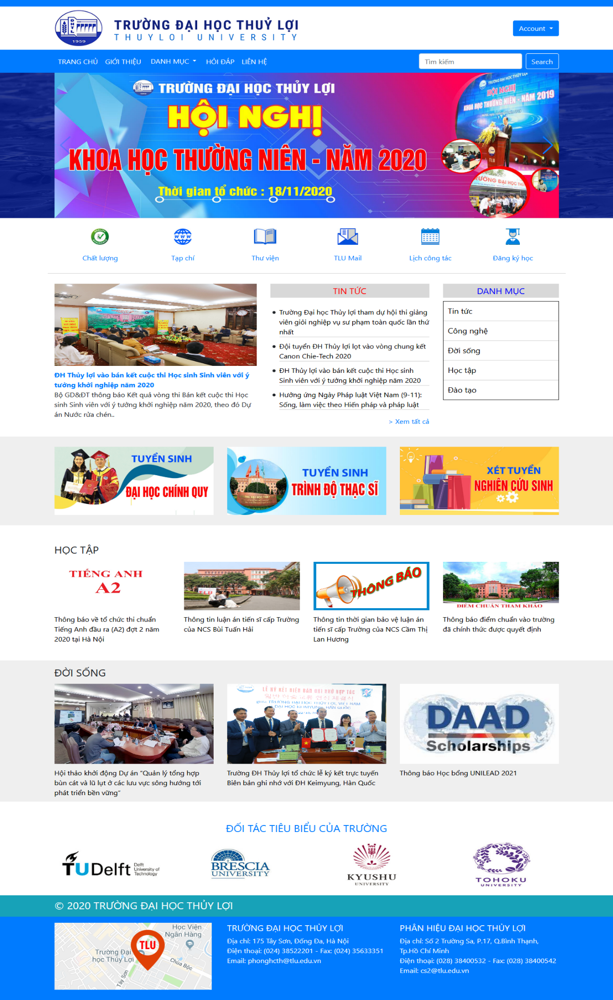 TRƯỜNG ĐẠI HỌC THUỶ LỢI
THUYLOI UNIVERSITY
1959
Account
TRANG CHỦ GIỚI THIỆU DANH MỤC HỎI ĐÁP LIÊN HỆ
Tìm kiếm
Search
TRƯỜNG ĐẠI HỌC THỦY LỢI
HỘI NGHỊ
KHOA HỌC THƯỜNG NIÊN - NĂM 2020
Thời gian tổ chức : 18/11/2020
TRƯỜNG ĐẠI HỌC THUỶ LỢI
HỘI NGHỊ
KHOA HỌC THƯỜNG NIÊN - NĂM 2019
TLU
Chất lượng
Tạp chí
Thư viện
TLU Mail
Lịch công tác
Đăng ký học
ĐH Thủy lợi vào bán kết cuộc thi Học sinh Sinh viên với ý
tưởng khởi nghiệp năm 2020
Bộ GD&ĐT thông báo Kết quả vòng thi Bán kết cuộc thi Học
sinh Sinh viên với ý tưởng khởi nghiệp năm 2020, theo đó Dự
án Nước rửa chén..
TIN TỨC
Trường Đại học Thủy lợi tham dự hội thi giảng
viên giỏi nghiệp vụ sư phạm toàn quốc lần thứ
nhất
Đội tuyển ĐH Thủy lợi lọt vào vòng chung kết
Canon Chie-Tech 2020
ĐH Thủy lợi vào bán kết cuộc thi Học sinh
Sinh viên với ý tưởng khởi nghiệp năm 2020
Hưởng ứng Ngày Pháp luật Việt Nam (9-11):
Sống, làm việc theo Hiến pháp và pháp luật
> Xem tất cả
DANH MỤC
Tin tức
Công nghệ
Đời sống
Học tập
Đào tạo
TUYỂN SINH
ĐẠI HỌC CHÍNH QUY
TUYỂN SINH
TRÌNH ĐỘ THẠC SĨ
XÉT TUYỂN
NGHIÊN CỨU SINH
HỌC TẬP
TIẾNG ANH
A2
Thông báo về tổ chức thi chuẩn
Tiếng Anh đầu ra (A2) đợt 2 năm
2020 tại Hà Nội
TLU
Thông tin luận án tiến sĩ cấp Trường
của NCS Bùi Tuấn Hải
THÔNG BÁO
Thông tin thời gian bảo vệ luận án
tiến sĩ cấp Trường của NCS Cầm Thị
Lan Hương
ĐIỂM CHUẨN THAM KHẢO
Thông báo điểm chuẩn vào trường
đã chính thức được quyết định
ĐỜI SỐNG
Hội thảo khởi động Dự án “Quản lý tổng hợp
bùn cát và lũ lụt ở các lưu vực sông hướng tới
phát triển bền vững”
LỄ KÝ KẾT BIÊN BẢN GHI NHỚ HỢP TÁC
Trường ĐH Thủy lợi tổ chức lễ ký kết trực tuyến
Biên bản ghi nhớ với ĐH Keimyung, Hàn Quốc
DAAD
Scholarships
Thông báo Học bổng UNILEAD 2021
ĐỐI TÁC TIÊU BIỂU CỦA TRƯỜNG
TUDelft
Delft
University of
Technology
BRESCIA
UNIVERSITY
KYUSHU
UNIVERSITY
TOHOKU
UNIVERSITY
© 2020 TRƯỜNG ĐẠI HỌC THỦY LỢI
Học Viện
Ngân Hàng
TLU
Trường Đại
học Thủy Lợi
Chùa Bộc
Tây Sơn
TRƯỜNG ĐẠI HỌC THỦY LỢI
Địa chỉ: 175 Tây Sơn, Đống Đa, Hà Nội
Điện thoại: (024) 38522201 - Fax: (024) 35633351
Email: phonghcth@tlu.edu.vn
PHÂN HIỆU ĐẠI HỌC THỦY LỢI
Địa chỉ: Số 2 Trường Sa, P.17, Q.Bình Thạnh,
Tp.Hồ Chí Minh
Điện thoại: (028) 38400532 - Fax: (028) 38400542
Email: cs2@tlu.edu.vn